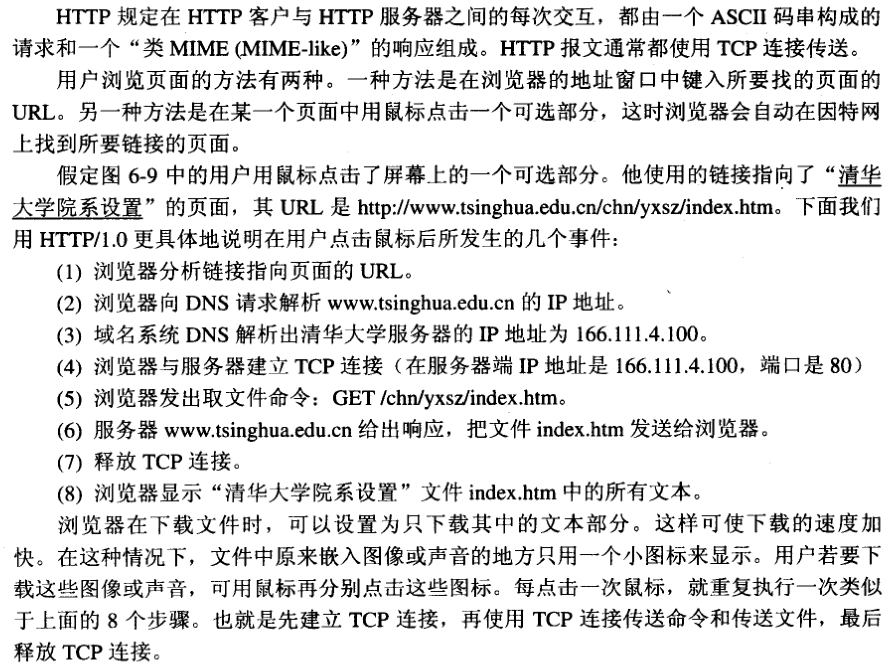 HTTP 规定在 HTTP 客户与 HTTP 服务器之间的每次交互，都由一个 ASCII 码串构成的
请求和一个“类 MIME (MIME-like)”的响应组成。HTTP 报文通常都使用 TCP 连接传送。
用户浏览页面的方法有两种。一种方法是在浏览器的地址窗口中键入所要找的页面的
URL。另一种方法是在某一个页面中用鼠标点击一个可选部分，这时浏览器会自动在因特网
上找到所要链接的页面。
假定图 6-9 中的用户用鼠标点击了屏幕上的一个可选部分。他使用的链接指向了“清华
大学院系设置”的页面，其 URL 是 http://www.tsinghua.edu.cn/chn/yxsz/index.htm。下面我们
用 HTTP/1.0 更具体地说明在用户点击鼠标后所发生的几个事件：
(1) 浏览器分析链接指向页面的 URL。
(2) 浏览器向 DNS 请求解析 www.tsinghua.edu.cn 的 IP 地址。
(3) 域名系统 DNS 解析出清华大学服务器的 IP 地址为 166.111.4.100。
(4) 浏览器与服务器建立 TCP 连接（在服务器端 IP 地址是 166.111.4.100，端口是 80）
(5) 浏览器发出取文件命令：GET /chn/yxsz/index.htm。
(6) 服务器 www.tsinghua.edu.cn 给出响应，把文件 index.htm 发送给浏览器。
(7) 释放 TCP 连接。
(8) 浏览器显示“清华大学院系设置”文件 index.htm 中的所有文本。
浏览器在下载文件时，可以设置为只下载其中的文本部分。这样可使下载的速度加
快。在这种情况下，文件中原来嵌入图像或声音的地方只用一个小图标来显示。用户若要下
载这些图像或声音，可用鼠标再分别点击这些图标。每点击一次鼠标，就重复执行一次类似
于上面的 8 个步骤。也就是先建立 TCP 连接，再使用 TCP 连接传送命令和传送文件，最后
释放 TCP 连接。